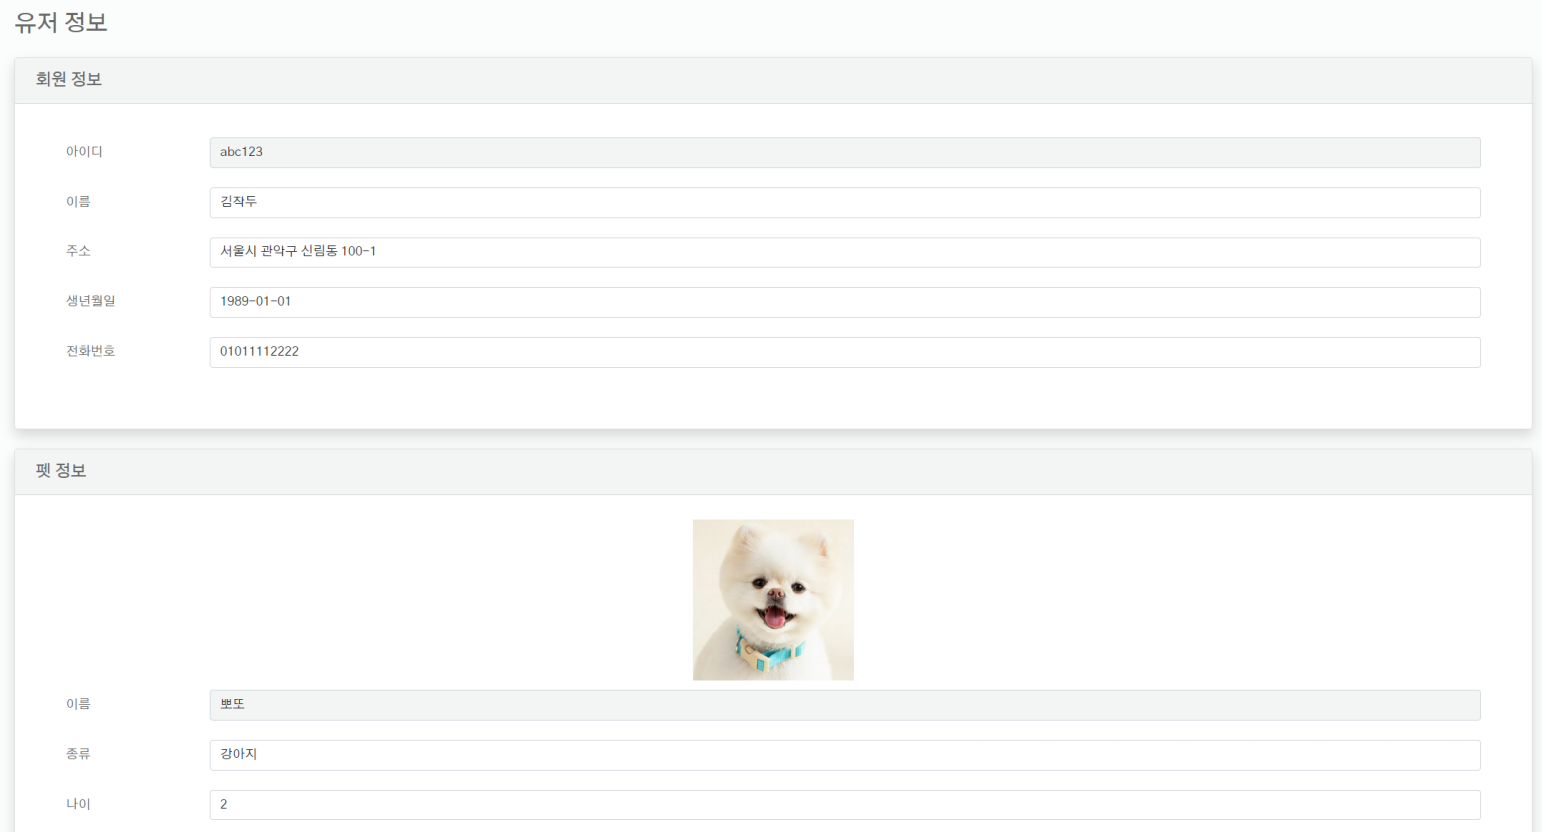 유저 정보
회원 정보
아이디 abc123
이름 김작두
주소 서울시 관악구 신림동 100-1
생년월일 1989-01-01
전화번호 01011112222
펫 정보
이름 뽀또
종류 강아지
나이 2